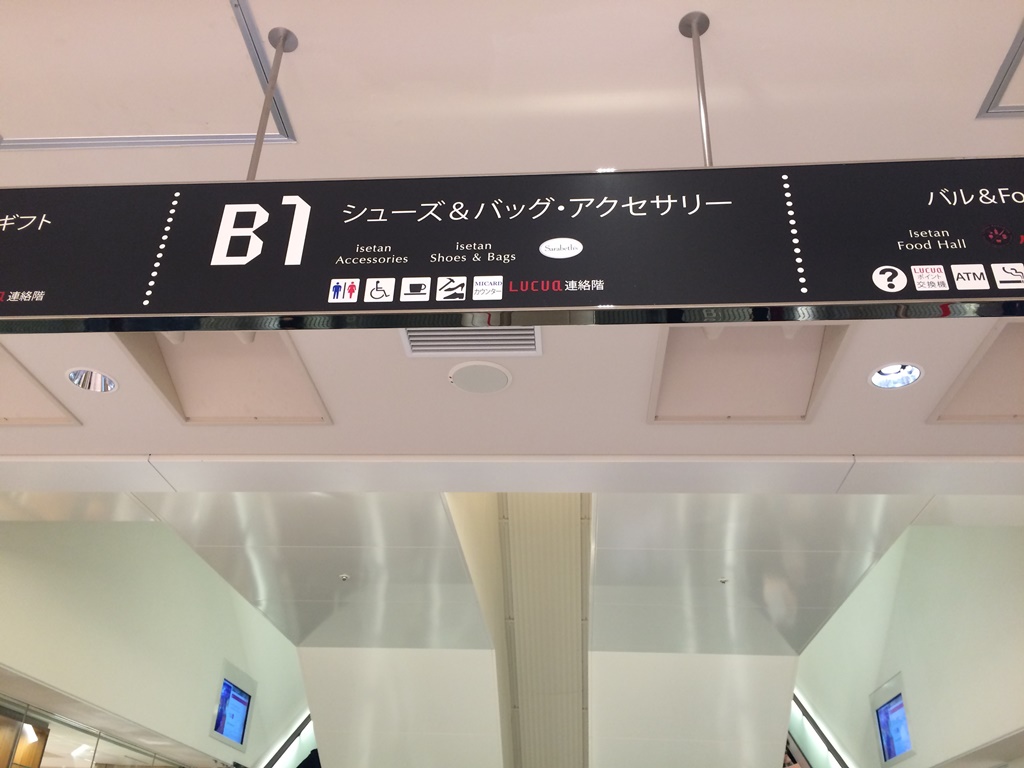 ギフト
連絡階
B1
シューズ&バッグ・アクセサリー
isetan
Accessories
isetan
Shoes & Bags
Sarabeth's
MICARD
カウンター
LUCUA 連絡階
バル&Fo
Isetan
Food Hall
?
LUCUA
ポイント
交換機
ATM